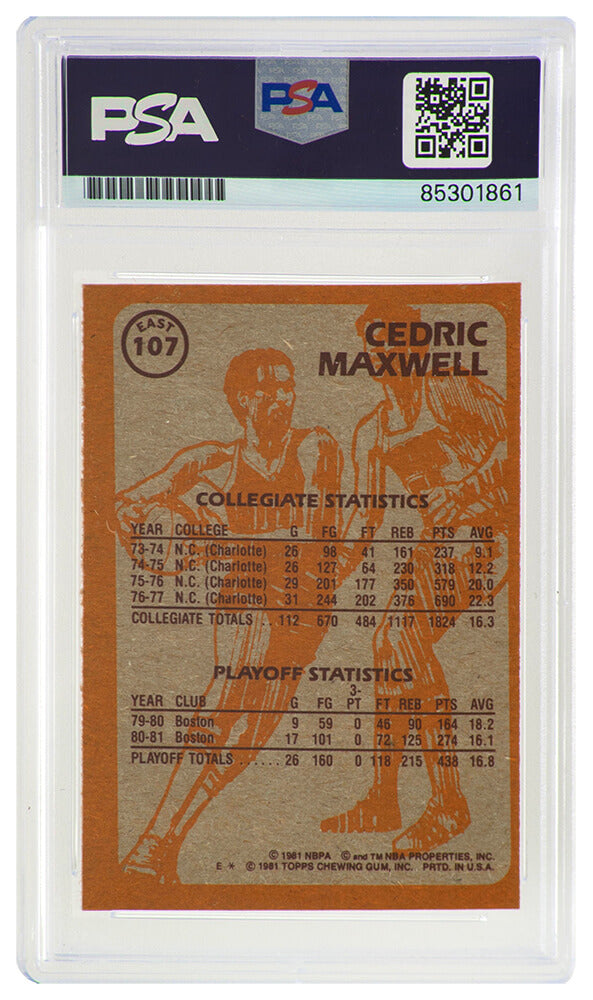 PSA PSA
85301861
EAST
107
CEDRIC
MAXWELL
COLLEGIATE STATISTICS
YEAR COLLEGE G FG FT REB PTS AVG
73-74 N.C. (Charlotte) 26 98 41 161 237 9.1
74-75 N.C. (Charlotte) 26 127 64 230 318 12.2
75-76 N.C. (Charlotte) 29 201 177 350 579 20.0
76-77 N.C. (Charlotte) 31 244 202 376 690 22.3
COLLEGIATE TOTALS .. 112 670 484 1117 1824 16.3
PLAYOFF STATISTICS
3-
YEAR CLUB G FG PT FT REB PTS AVG
79-80 Boston 9 59 0 46 90 164 18.2
80-81 Boston 17 101 0 72 125 274 16.1
PLAYOFF TOTALS ...... 26 160 0 118 215 438 16.8
© 1981 NBPA © and TM NBA PROPERTIES, INC.
E * © 1981 TOPPS CHEWING GUM, INC. PRTD. IN U.S.A.